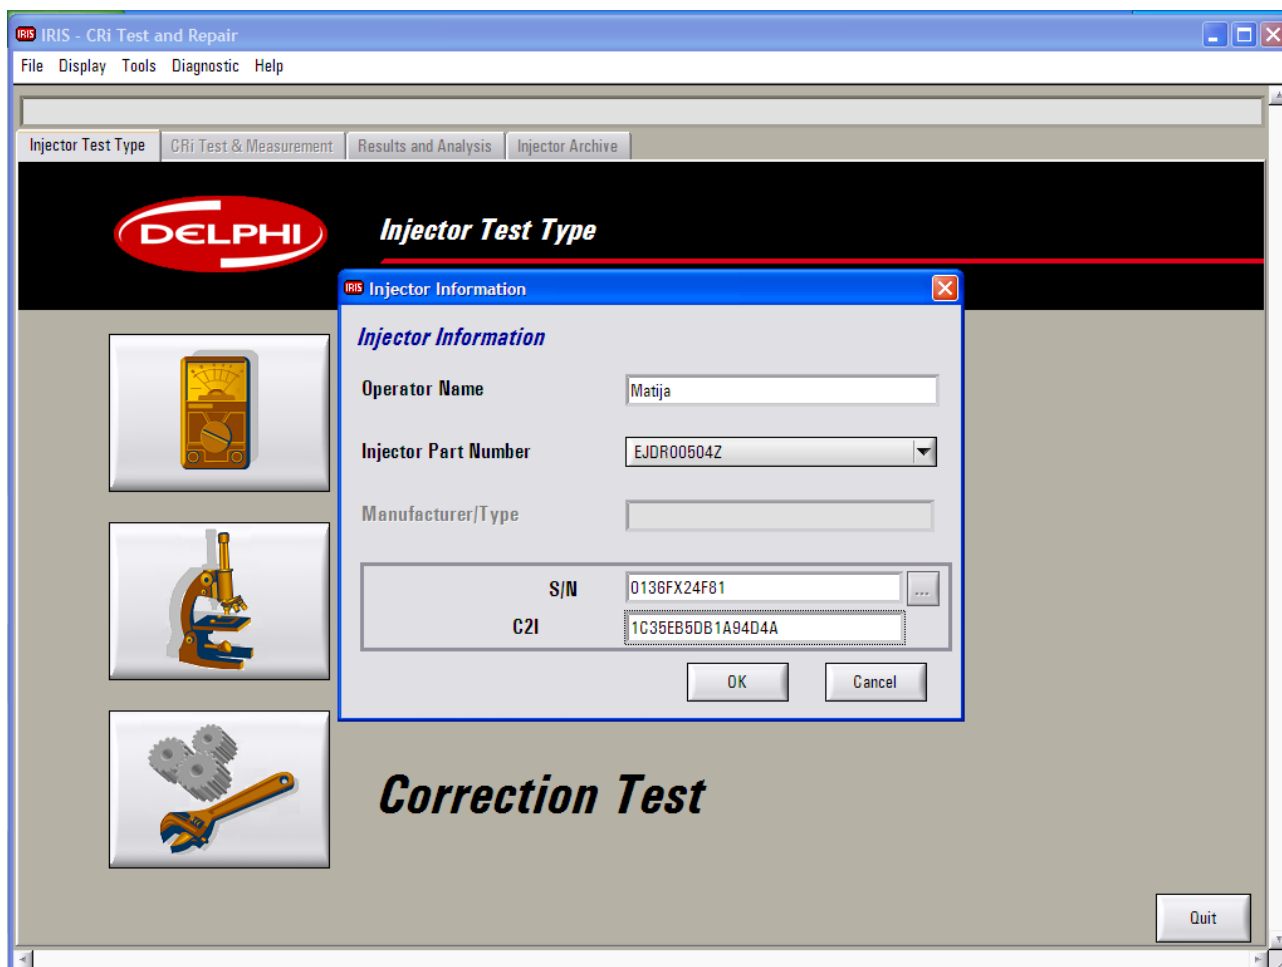 IRIS IRIS - CRi Test and Repair
File Display Tools Diagnostic Help
Injector Test Type CRi Test & Measurement Results and Analysis Injector Archive
DELPHI
Injector Test Type
IRIS Injector Information
Injector Information
Operator Name Matija
Injector Part Number EJDR00504Z
Manufacturer/Type
S/N 0136FX24F81 ...
C2I 1C35EB5DB1A94D4A
OK Cancel
Correction Test
Quit